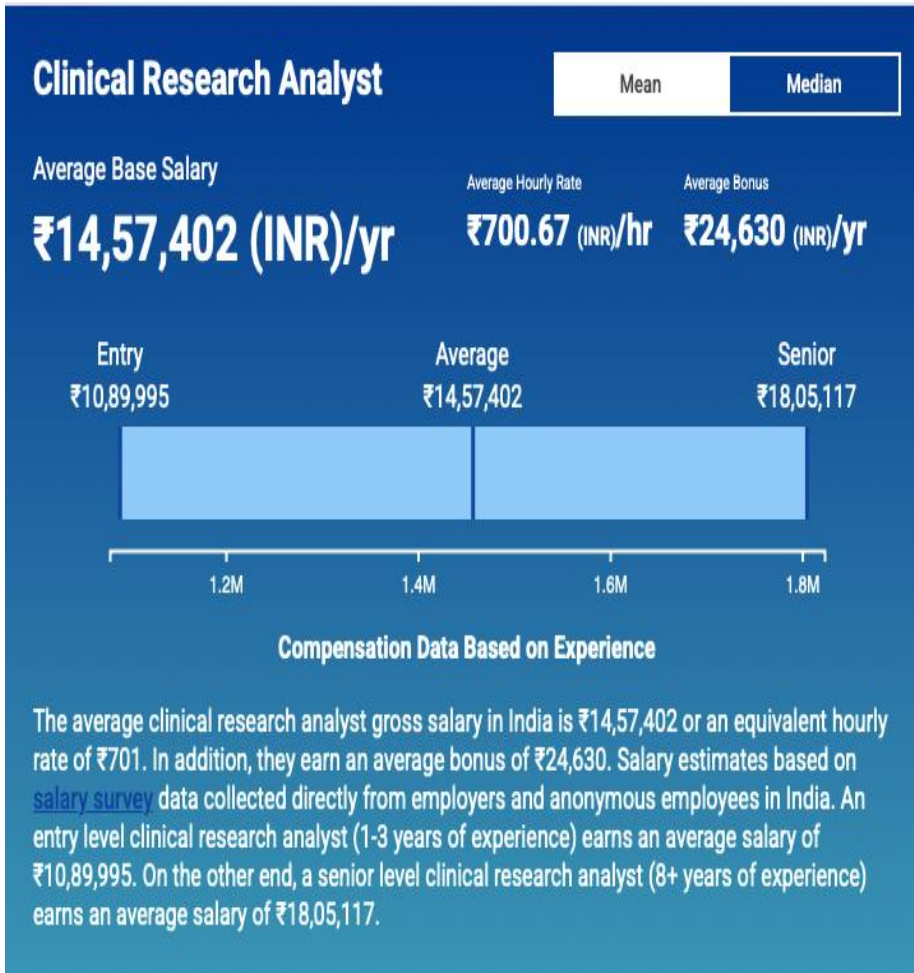 Clinical Research Analyst
Mean
Median
Average Base Salary
₹14,57,402 (INR)/yr
Average Hourly Rate
₹700.67 (INR)/hr
Average Bonus
₹24,630 (INR)/yr
Entry
₹10,89,995
Average
₹14,57,402
Senior
₹18,05,117
1.2M
1.4M
1.6M
1.8M
Compensation Data Based on Experience
The average clinical research analyst gross salary in India is ₹14,57,402 or an equivalent hourly
rate of ₹701. In addition, they earn an average bonus of ₹24,630. Salary estimates based on
salary survey data collected directly from employers and anonymous employees in India. An
entry level clinical research analyst (1-3 years of experience) earns an average salary of
₹10,89,995. On the other end, a senior level clinical research analyst (8+ years of experience)
earns an average salary of ₹18,05,117.